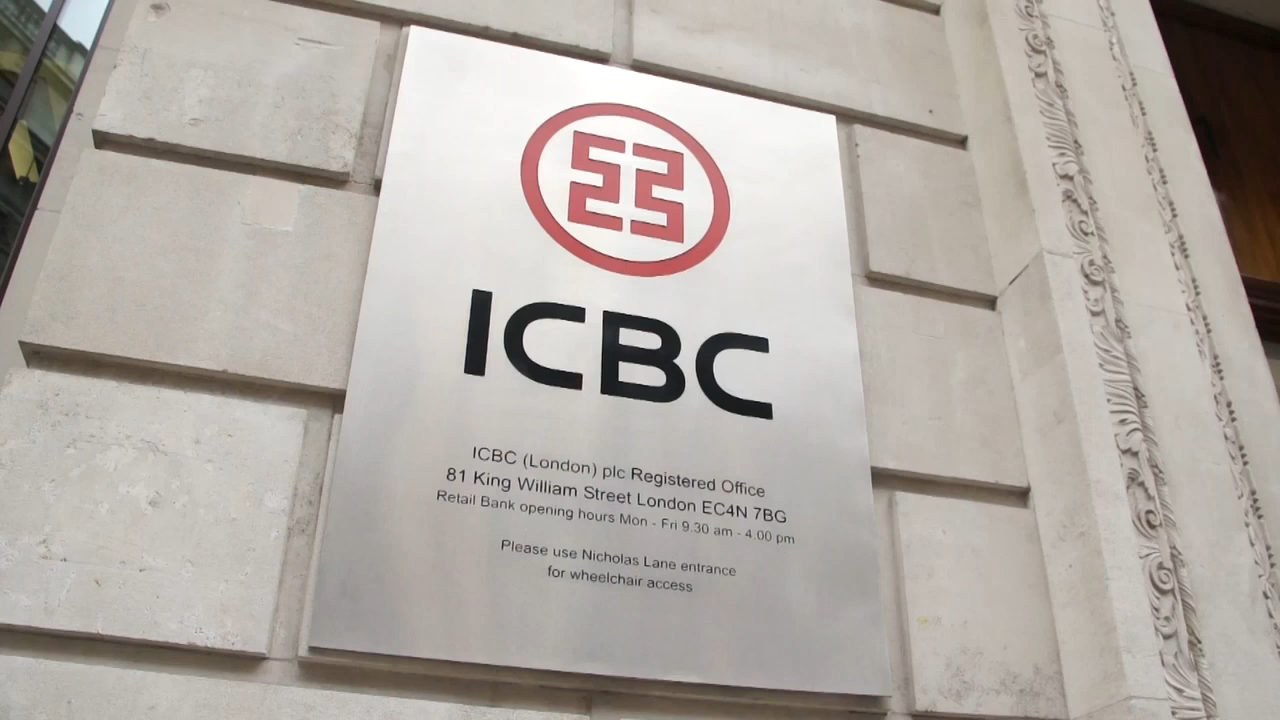 ICBC
ICBC (London) plc Registered Office
81 King William Street London EC4N 7BG
Retail Bank opening hours Mon - Fri 9.30 am - 4.00 pm
Please use Nicholas Lane entrance
for wheelchair access